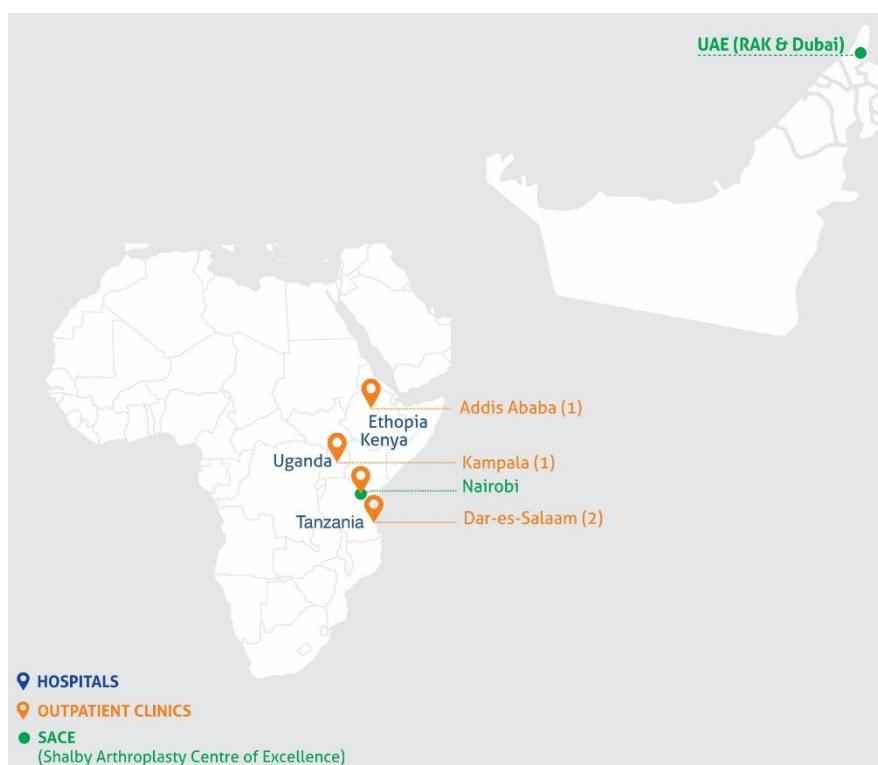 UAE (RAK & Dubai)
Addis Ababa (1)
Ethopia
Kenya
Uganda
Kampala (1)
Nairobi
Tanzania
Dar-es-Salaam (2)
HOSPITALS
OUTPATIENT CLINICS
SACE
(Shalby Arthroplasty Centre of Excellence)